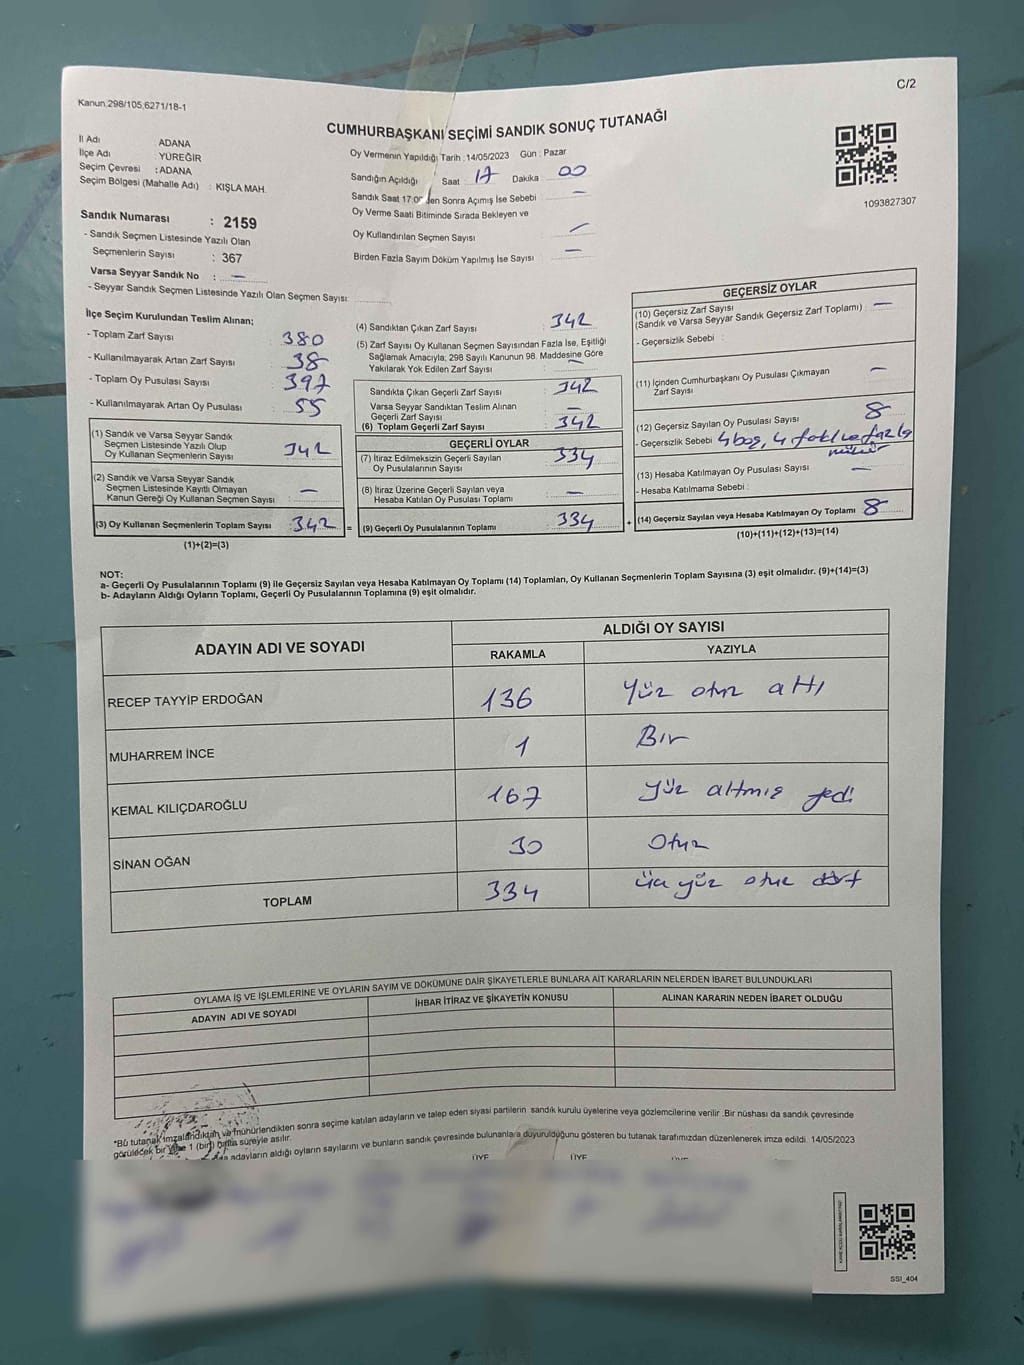 C/2
Kanun.298/105,6271/18-1
CUMHURBAŞKANI SEÇİMİ SANDIK SONUÇ TUTANAĞI
İl Adı ADANA
İlçe Adı : YÜREĞİR
Seçim Çevresi : ADANA
Seçim Bölgesi (Mahalle Adı) : KIŞLA MAH.
Sandık Numarası : 2159
- Sandık Seçmen Listesinde Yazılı Olan
Seçmenlerin Sayısı : 367
Varsa Seyyar Sandık No : —
- Seyyar Sandık Seçmen Listesinde Yazılı Olan Seçmen Sayısı:
Oy Vermenin Yapıldığı Tarih :14/05/2023 Gün : Pazar
Sandığın Açıldığı Saat 17 Dakika 00
Sandık Saat 17:00'den Sonra Açımış İse Sebebi —
Oy Verme Saati Bitiminde Sırada Bekleyen ve
Oy Kullandırılan Seçmen Sayısı —
Birden Fazla Sayım Döküm Yapılmış İse Sayısı —
1093827307
İlçe Seçim Kurulundan Teslim Alınan;
- Toplam Zarf Sayısı : 380
- Kullanılmayarak Artan Zarf Sayısı : 38
- Toplam Oy Pusulası Sayısı : 397
- Kullanılmayarak Artan Oy Pusulası : 55
(1) Sandık ve Varsa Seyyar Sandık
Seçmen Listesinde Yazılı Olup
Oy Kullanan Seçmenlerin Sayısı : 342
(2) Sandık ve Varsa Seyyar Sandık
Seçmen Listesinde Kayıtlı Olmayan
Kanun Gereği Oy Kullanan Seçmen Sayısı : —
(3) Oy Kullanan Seçmenlerin Toplam Sayısı : 342 =
(1)+(2)=(3)
(4) Sandıktan Çıkan Zarf Sayısı : 342
(5) Zarf Sayısı Oy Kullanan Seçmen Sayısından Fazla İse, Eşitliği
Sağlamak Amacıyla; 298 Sayılı Kanunun 98. Maddesine Göre
Yakılarak Yok Edilen Zarf Sayısı : —
Sandıkta Çıkan Geçerli Zarf Sayısı : 342
Varsa Seyyar Sandıktan Teslim Alınan
Geçerli Zarf Sayısı : —
(6) Toplam Geçerli Zarf Sayısı : 342
GEÇERLİ OYLAR
(7) İtiraz Edilmeksizin Geçerli Sayılan
Oy Pusulalarının Sayısı : 334
(8) İtiraz Üzerine Geçerli Sayılan veya
Hesaba Katılan Oy Pusulası Toplamı : —
(9) Geçerli Oy Pusulalarının Toplamı : 334 +
GEÇERSİZ OYLAR
(10) Geçersiz Zarf Sayısı
(Sandık ve Varsa Seyyar Sandık Geçersiz Zarf Toplamı) : —
- Geçersizlik Sebebi :
(11) İçinden Cumhurbaşkanı Oy Pusulası Çıkmayan
Zarf Sayısı : —
(12) Geçersiz Sayılan Oy Pusulası Sayısı : 8
- Geçersizlik Sebebi 4 boş, 4 fazla
mühür
(13) Hesaba Katılmayan Oy Pusulası Sayısı : —
- Hesaba Katılmama Sebebi :
(14) Geçersiz Sayılan veya Hesaba Katılmayan Oy Toplamı : 8
(10)+(11)+(12)+(13)=(14)
NOT:
a- Geçerli Oy Pusulalarının Toplamı (9) ile Geçersiz Sayılan veya Hesaba Katılmayan Oy Toplamı (14) Toplamları, Oy Kullanan Seçmenlerin Toplam Sayısına (3) eşit olmalıdır. (9)+(14)=(3)
b- Adayların Aldığı Oyların Toplamı, Geçerli Oy Pusulalarının Toplamına (9) eşit olmalıdır.
ADAYIN ADI VE SOYADI ALDIĞI OY SAYISI
RAKAMLA YAZIYLA
RECEP TAYYİP ERDOĞAN 136 Yüz otuz altı
MUHARREM İNCE 1 Bir
KEMAL KILIÇDAROĞLU 167 Yüz altmış yedi
SİNAN OĞAN 30 Otuz
TOPLAM 334 üç yüz otuz dört
OYLAMA İŞ VE İŞLEMLERİNE VE OYLARIN SAYIM VE DÖKÜMÜNE DAİR ŞİKAYETLERLE BUNLARA AİT KARARLARIN NELERDEN İBARET BULUNDUKLARI
ADAYIN ADI VE SOYADI İHBAR İTİRAZ VE ŞİKAYETİN KONUSU ALINAN KARARIN NEDEN İBARET OLDUĞU
*Bu tutanak imzalandıktan ve mühürlendikten sonra seçime katılan adayların ve talep eden siyasi partilerin sandık kurulu üyelerine veya gözlemcilerine verilir .Bir nüshası da sandık çevresinde
görülecek bir yere 1 (bir) hafta süreyle asılır.
adayların aldığı oyların sayılarını ve bunların sandık çevresinde bulunanlara duyurulduğunu gösteren bu tutanak tarafımızdan düzenlenerek imza edildi. 14/05/2023
ÜYE ÜYE ÜYE
SSI_404